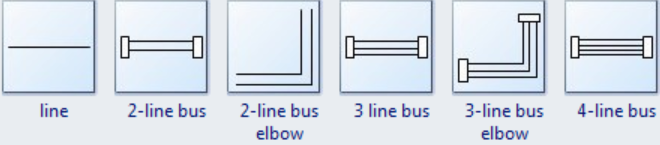 line
2-line bus
2-line bus
elbow
3 line bus
3-line bus
elbow
4-line bus